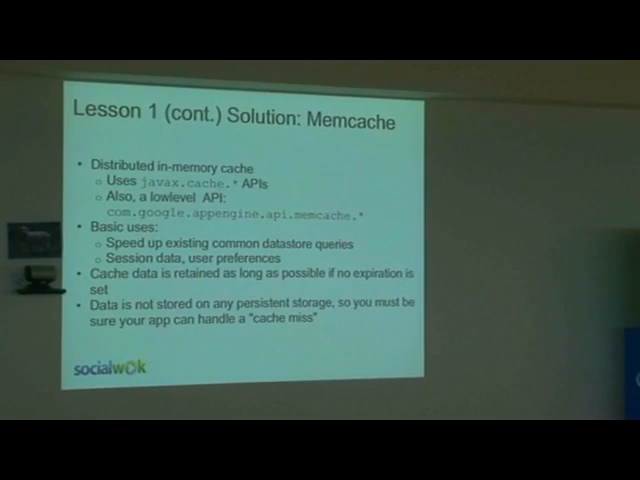 Lesson 1 (cont.) Solution: Memcache
• Distributed in-memory cache
o Uses javax.cache.* APIs
o Also, a lowlevel API:
com.google.appengine.api.memcache.*
• Basic uses:
o Speed up existing common datastore queries
o Session data, user preferences
• Cache data is retained as long as possible if no expiration is
set
• Data is not stored on any persistent storage, so you must be
sure your app can handle a "cache miss"
socialwok